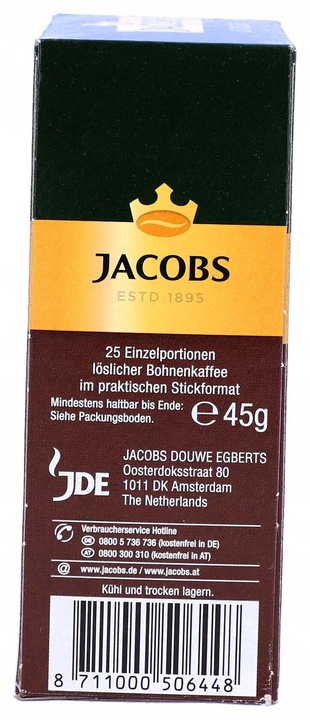 JACOBS
ESTD 1895
25 Einzelportionen
löslicher Bohnenkaffee
im praktischen Stickformat
Mindestens haltbar bis Ende:
Siehe Packungsboden.
℮ 45g
JDE
JACOBS DOUWE EGBERTS
Oosterdoksstraat 80
1011 DK Amsterdam
The Netherlands
Verbraucherservice Hotline
DE 0800 5 736 736 (kostenfrei in DE)
AT 0800 300 310 (kostenfrei in AT)
@ www.jacobs.de / www.jacobs.at
Kühl und trocken lagern.
8 711000 506448